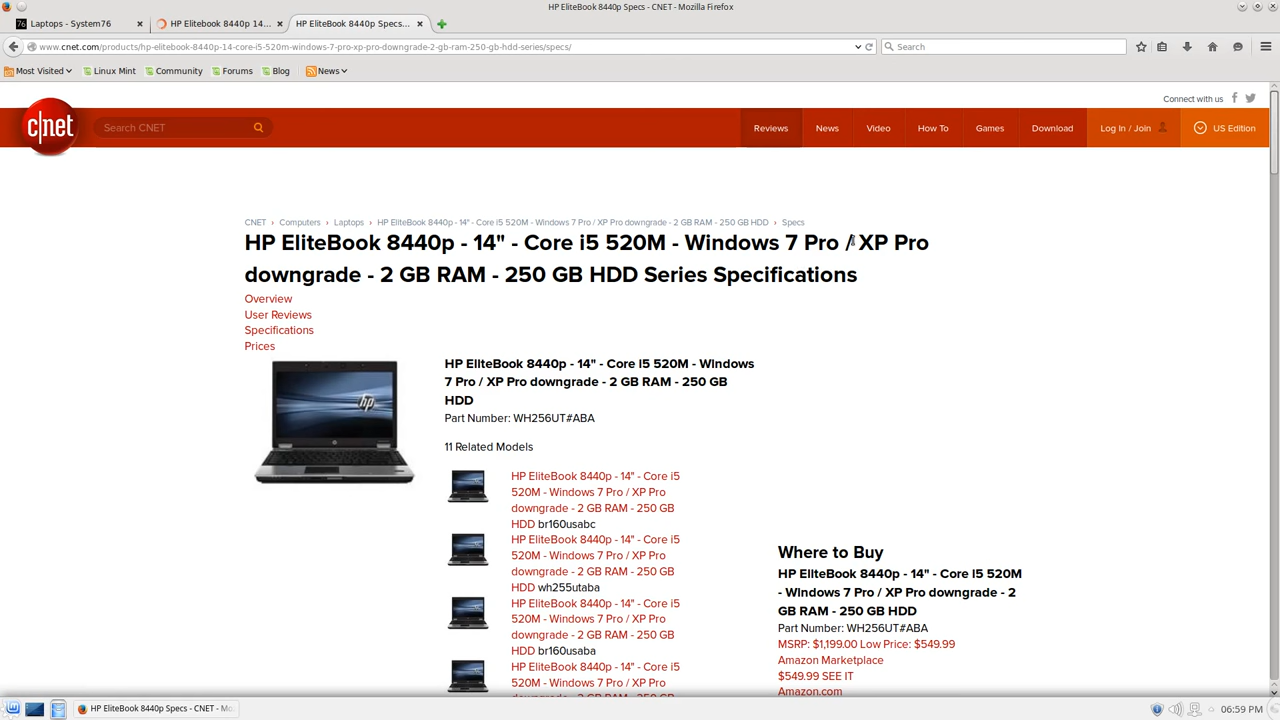 HP EliteBook 8440p Specs - CNET - Mozilla Firefox
76 Laptops - System76
HP Elitebook 8440p 14...
HP EliteBook 8440p Specs...
www.cnet.com/products/hp-elitebook-8440p-14-core-i5-520m-windows-7-pro-xp-pro-downgrade-2-gb-ram-250-gb-hdd-series/specs/
Search
Most Visited
Linux Mint
Community
Forums
Blog
News
Connect with us
c|net
Search CNET
Reviews
News
Video
How To
Games
Download
Log In / Join
US Edition
CNET › Computers › Laptops › HP EliteBook 8440p - 14" - Core i5 520M - Windows 7 Pro / XP Pro downgrade - 2 GB RAM - 250 GB HDD › Specs
HP EliteBook 8440p - 14" - Core i5 520M - Windows 7 Pro / XP Pro
downgrade - 2 GB RAM - 250 GB HDD Series Specifications
Overview
User Reviews
Specifications
Prices
hp
HP EliteBook 8440p - 14" - Core i5 520M - Windows
7 Pro / XP Pro downgrade - 2 GB RAM - 250 GB
HDD
Part Number: WH256UT#ABA
11 Related Models
HP EliteBook 8440p - 14" - Core i5
520M - Windows 7 Pro / XP Pro
downgrade - 2 GB RAM - 250 GB
HDD br160usabc
HP EliteBook 8440p - 14" - Core i5
520M - Windows 7 Pro / XP Pro
downgrade - 2 GB RAM - 250 GB
HDD wh255utaba
HP EliteBook 8440p - 14" - Core i5
520M - Windows 7 Pro / XP Pro
downgrade - 2 GB RAM - 250 GB
HDD br160usaba
HP EliteBook 8440p - 14" - Core i5
520M - Windows 7 Pro / XP Pro
downgrade - 2 GB RAM - 250 GB
Where to Buy
HP EliteBook 8440p - 14" - Core i5 520M
- Windows 7 Pro / XP Pro downgrade - 2
GB RAM - 250 GB HDD
Part Number: WH256UT#ABA
MSRP: $1,199.00 Low Price: $549.99
Amazon Marketplace
$549.99 SEE IT
Amazon.com
HP EliteBook 8440p Specs - CNET - Mo...
06:59 PM